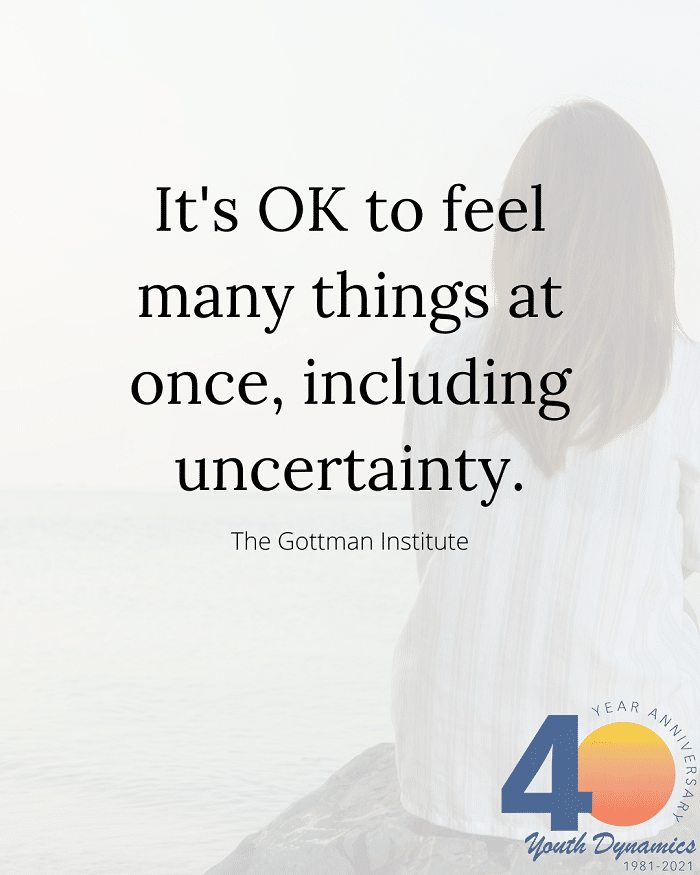 It's OK to feel
many things at
once, including
uncertainty.
The Gottman Institute
YEAR ANNIVERSARY
40
Youth Dynamics
1981-2021